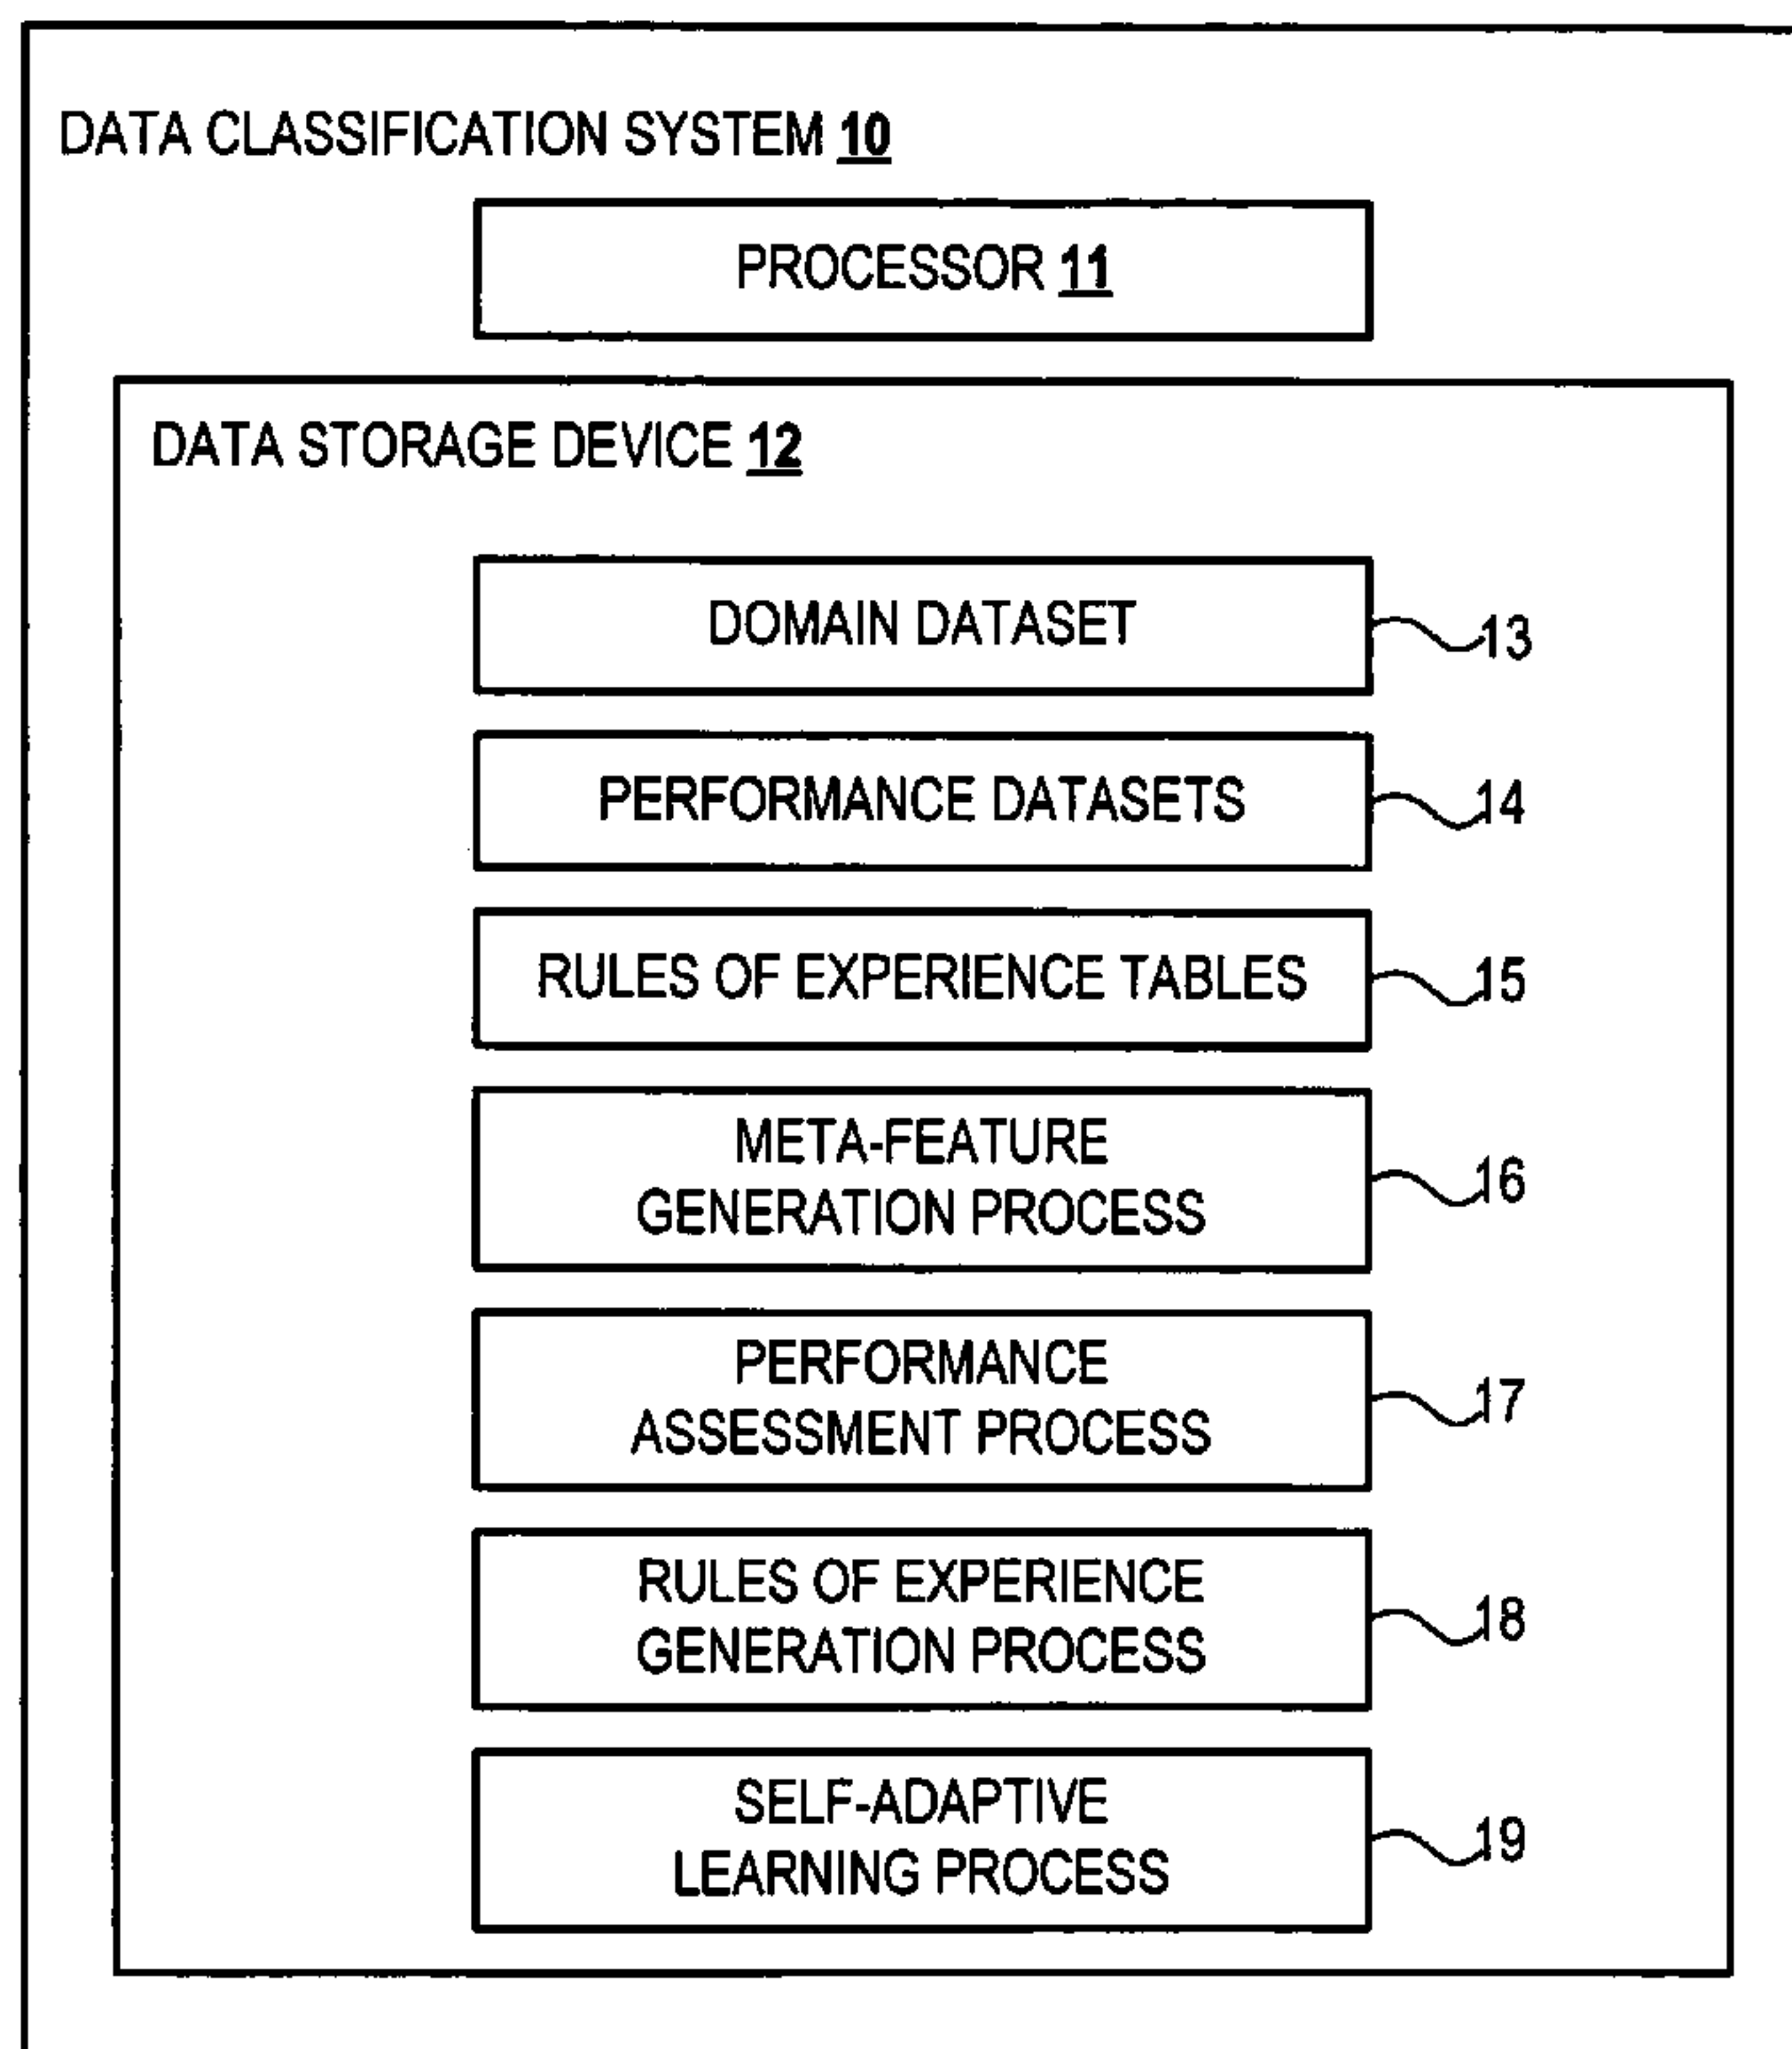 DATA CLASSIFICATION SYSTEM 10
PROCESSOR 11
DATA STORAGE DEVICE 12
DOMAIN DATASET
13
PERFORMANCE DATASETS
14
RULES OF EXPERIENCE TABLES
15
META-FEATURE
GENERATION PROCESS
16
PERFORMANCE
ASSESSMENT PROCESS
17
RULES OF EXPERIENCE
GENERATION PROCESS
18
SELF-ADAPTIVE
LEARNING PROCESS
19